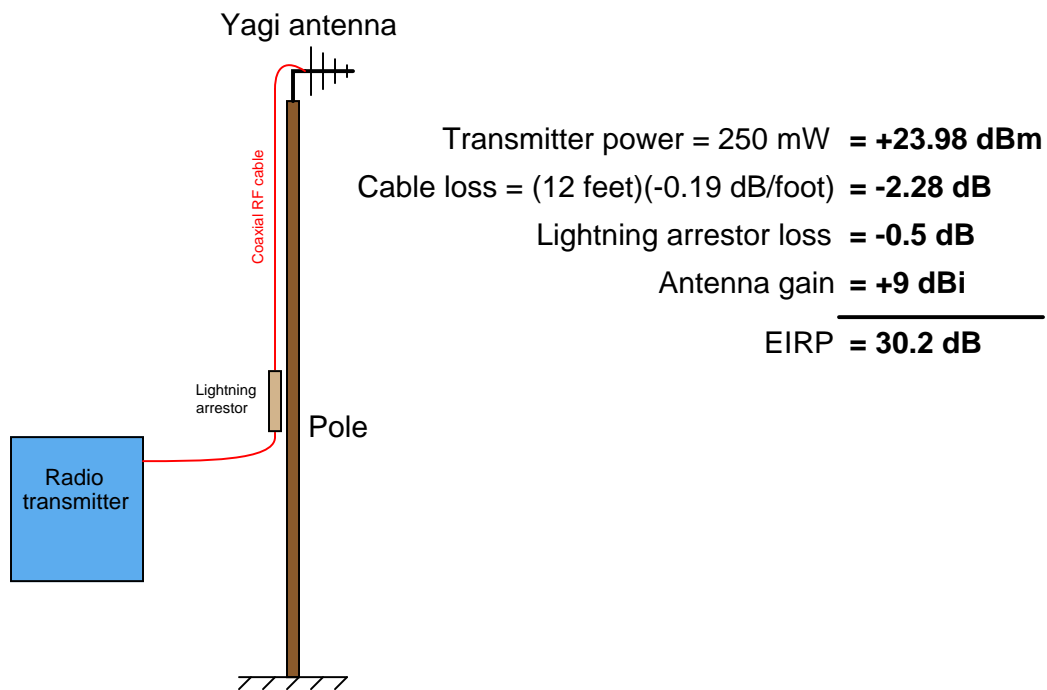 Yagi antenna
Transmitter power = 250 mW = +23.98 dBm
Cable loss = (12 feet)(-0.19 dB/foot) = -2.28 dB
Lightning arrestor loss = -0.5 dB
Antenna gain = +9 dBi
EIRP = 30.2 dB
Coaxial RF cable
Lightning
arrestor
Pole
Radio
transmitter